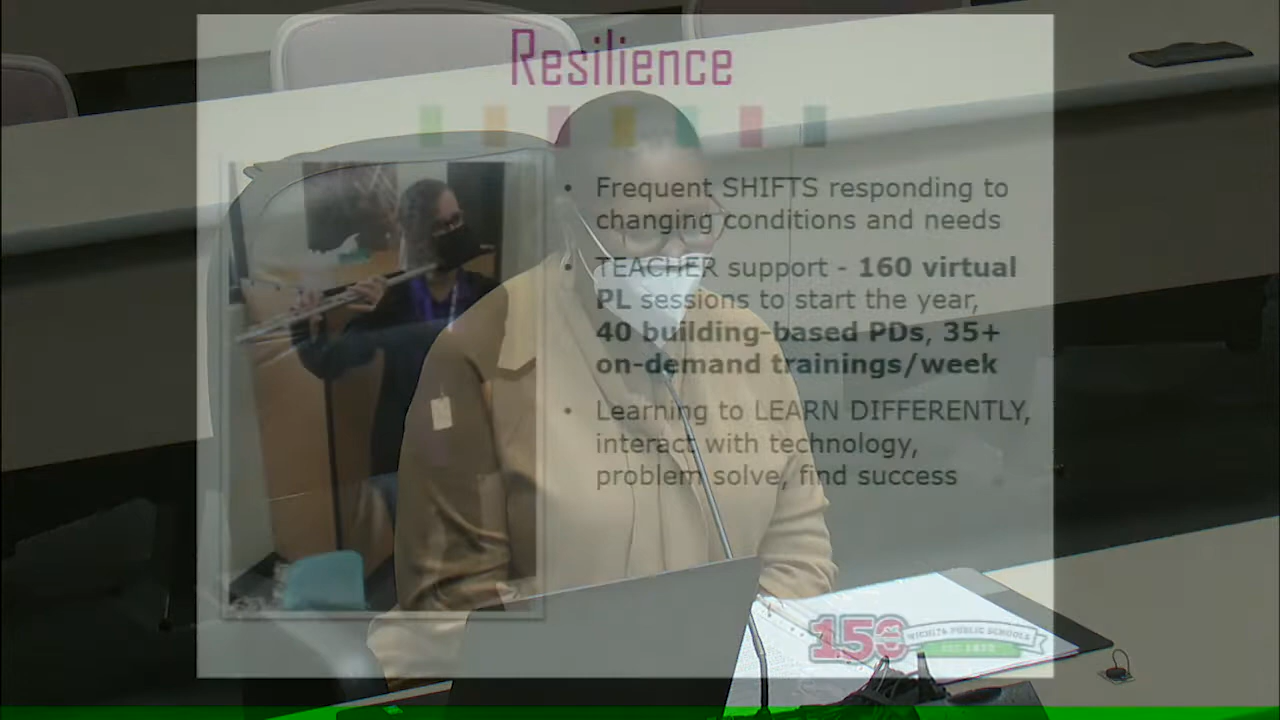 Resilience
• Frequent SHIFTS responding to
changing conditions and needs
• TEACHER support - 160 virtual
PL sessions to start the year,
40 building-based PDs, 35+
on-demand trainings/week
• Learning to LEARN DIFFERENTLY,
interact with technology,
problem solve, find success
150
WICHITA PUBLIC SCHOOLS